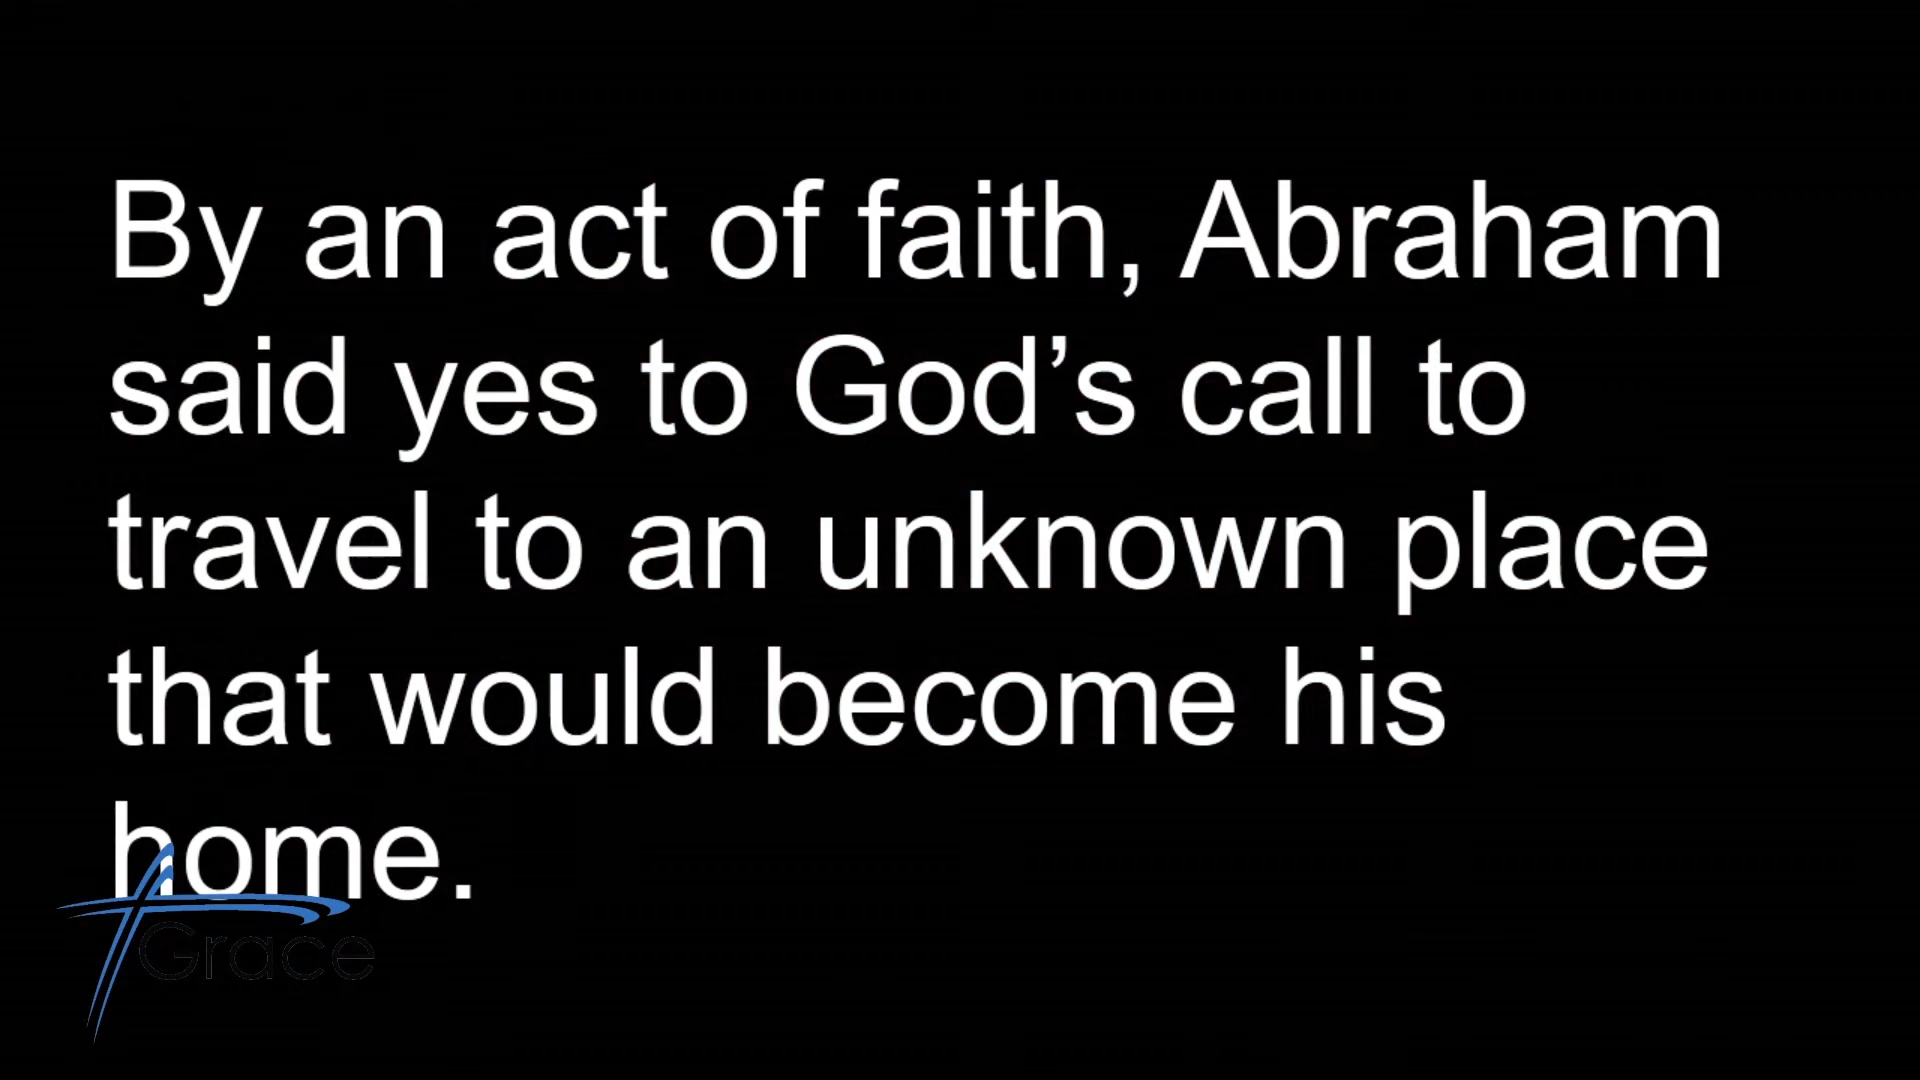 By an act of faith, Abraham
said yes to God’s call to
travel to an unknown place
that would become his
home.
Grace